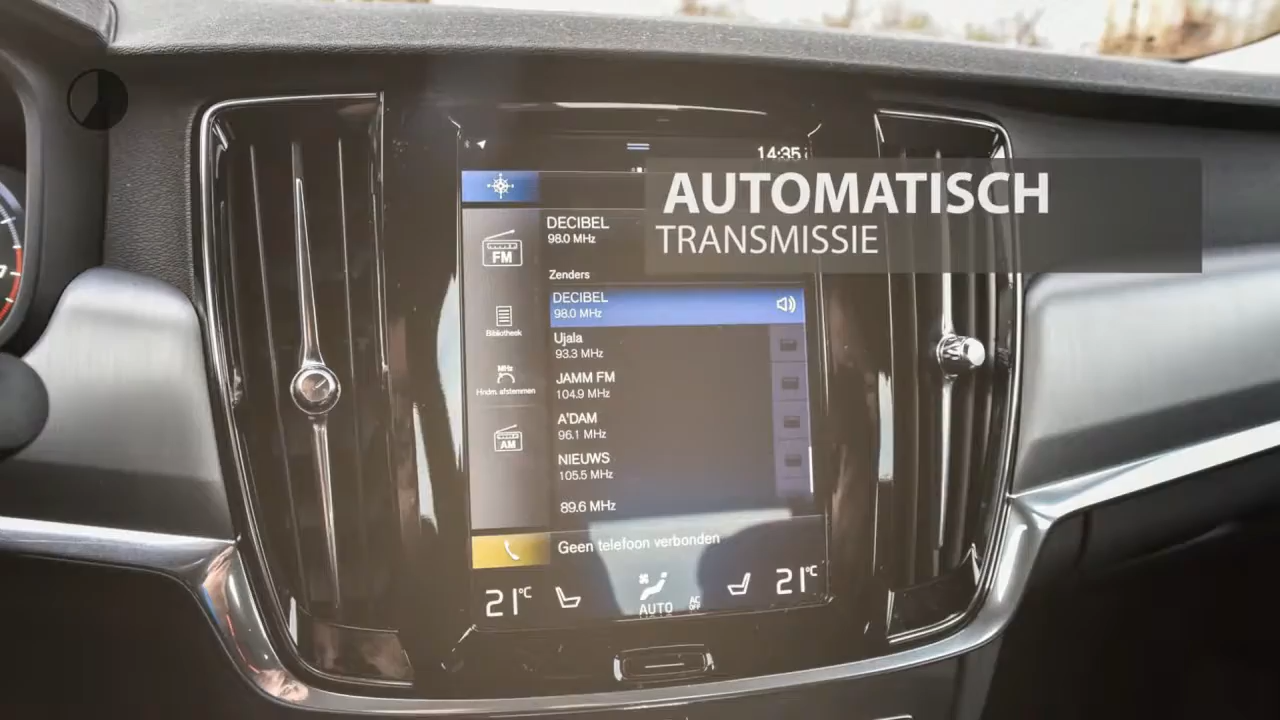 14:35
AUTOMATISCH
TRANSMISSIE
DECIBEL
98.0 MHz
FM
Zenders
DECIBEL
98.0 MHz
Bibliotheek
Ujala
93.3 MHz
MHz
Hndm. afstemmen
JAMM FM
104.9 MHz
AM
A'DAM
96.1 MHz
NIEUWS
105.5 MHz
89.6 MHz
Geen telefoon verbonden
21°C
AUTO
AC
OFF
21°C
7